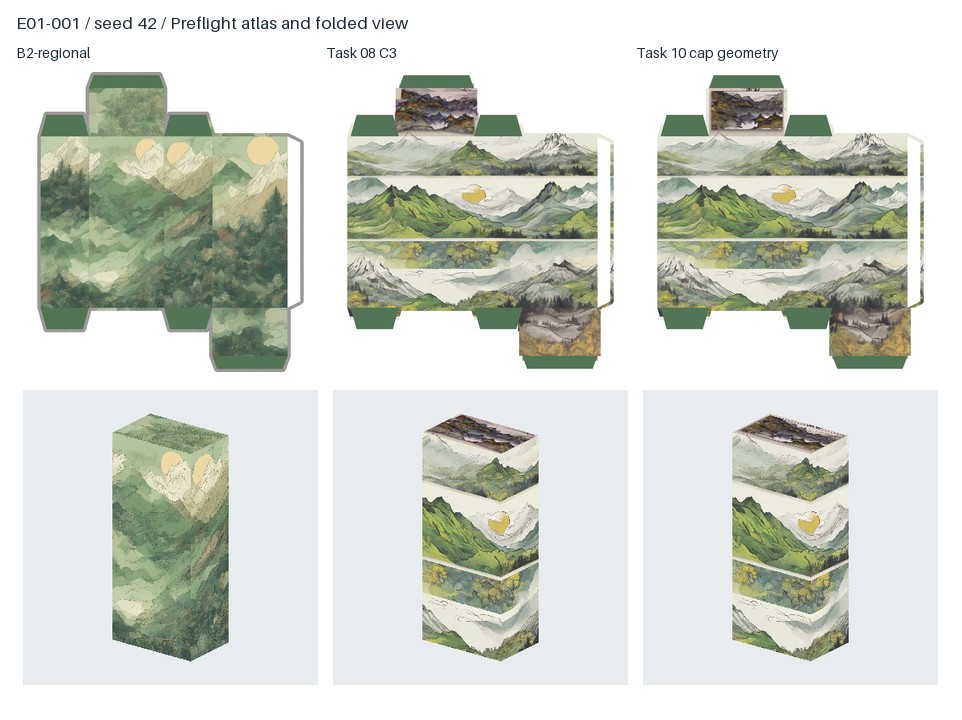 E01-001 / seed 42 / Preflight atlas and folded view
B2-regional
Task 08 C3
Task 10 cap geometry